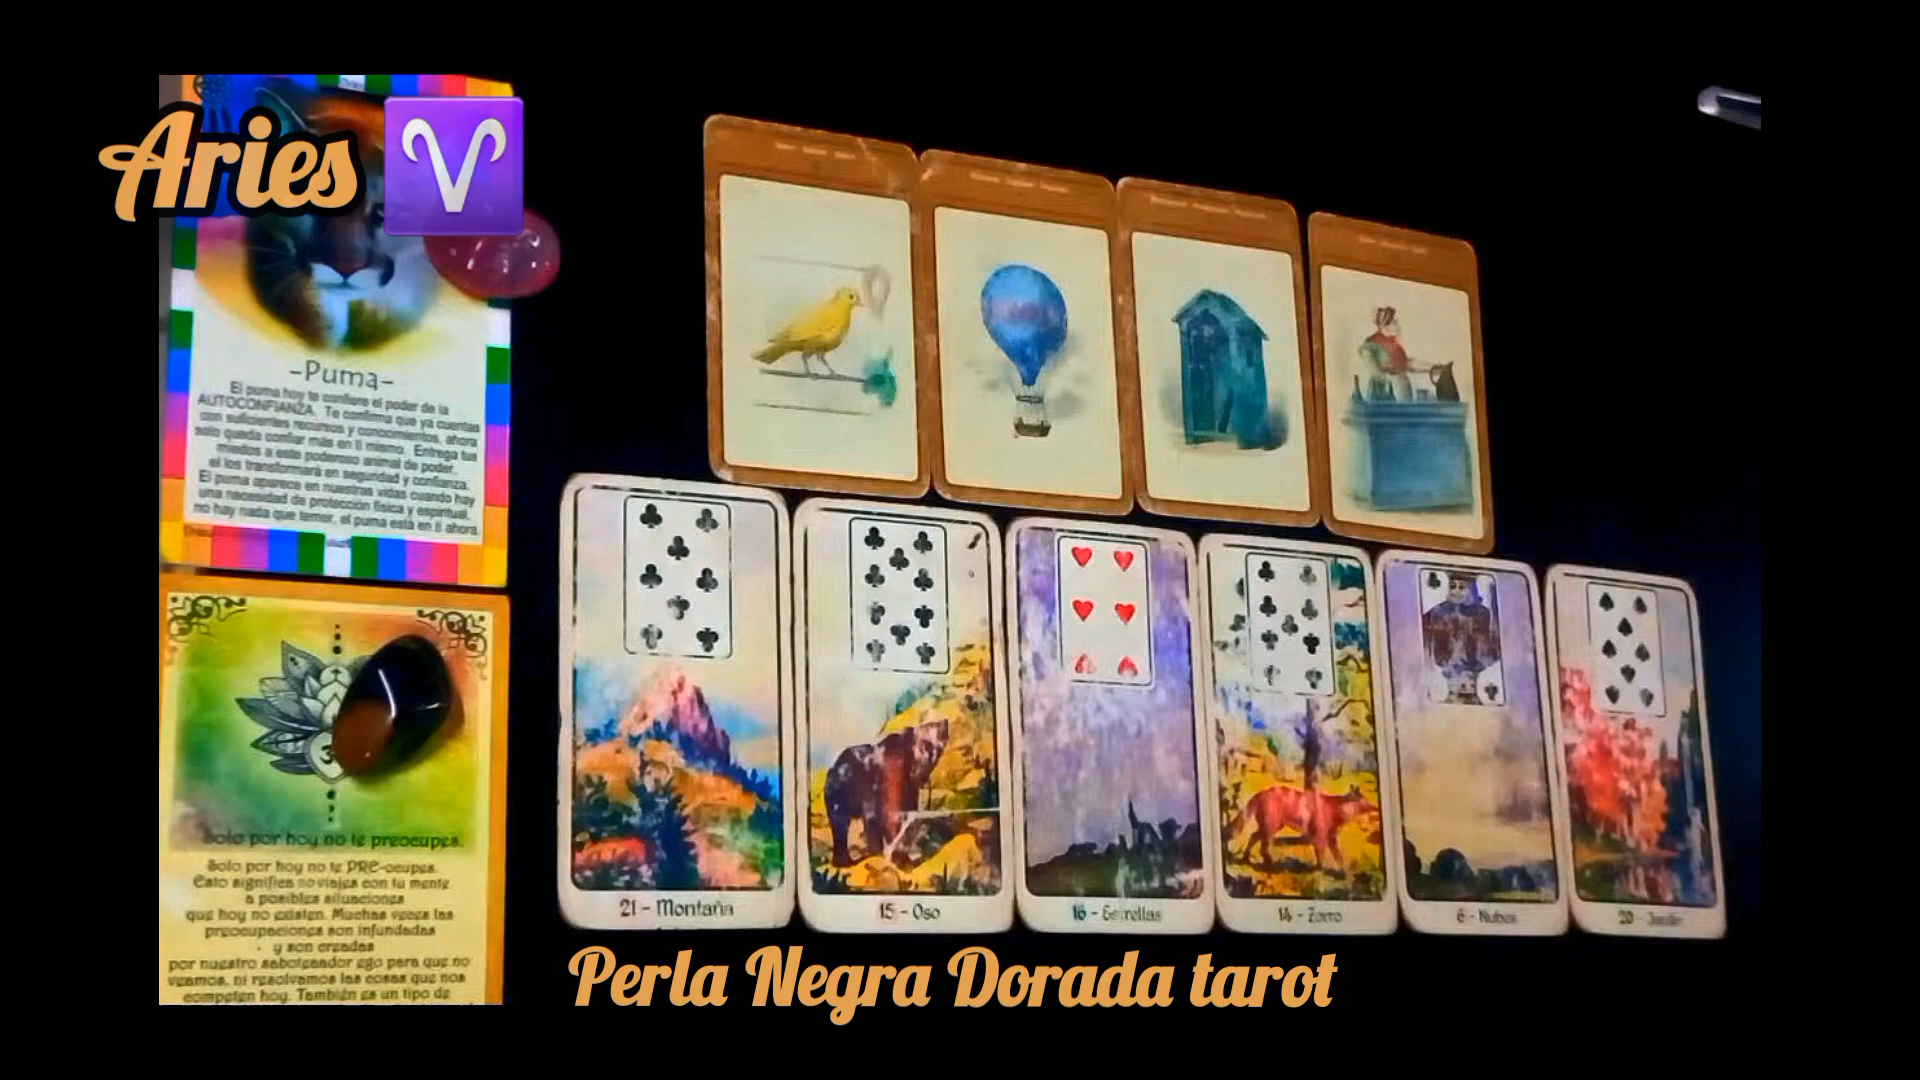 Aries
-Puma-
El puma hoy te confiere el poder de la
AUTOCONFIANZA. Te confirma que ya cuentas
con suficientes recursos y conocimientos, ahora
solo queda confiar más en ti mismo. Entrega tus
miedos a este poderoso animal de poder,
el los transformará en seguridad y confianza.
El puma aparece en nuestras vidas cuando hay
una necesidad de protección física y espiritual,
no hay nada que temer, el puma está en ti ahora.
Solo por hoy no te preocupes.
Solo por hoy no te PRE-ocupes.
Esto significa no viajes con tu mente
a posibles situaciones
que hoy no existen. Muchas veces las
preocupaciones son infundadas
y son creadas
por nuestro saboteador ego para que no
veamos, ni resolvamos las cosas que nos
competen hoy. También es un tipo de
21 - Montaña
15 - Oso
16 - Estrellas
14 - Zorro
6 - Nubes
20 - Jardín
Perla Negra Dorada tarot